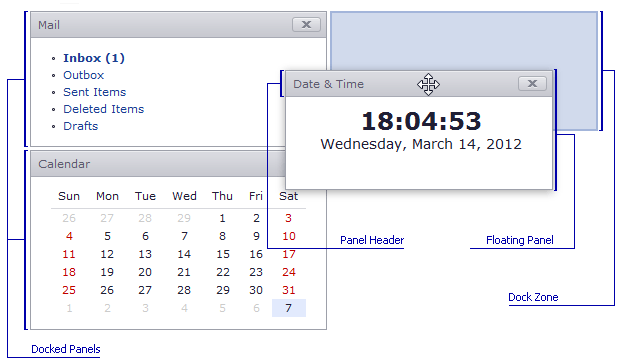 Mail
Inbox (1)
Outbox
Sent Items
Deleted Items
Drafts
Date & Time
18:04:53
Wednesday, March 14, 2012
Calendar
Sun Mon Tue Wed Thu Fri Sat
26 27 28 29 1 2 3
4 5 6 7 8 9 10
11 12 13 14 15 16 17
18 19 20 21 22 23 24
25 26 27 28 29 30 31
1 2 3 4 5 6 7
Panel Header
Floating Panel
Dock Zone
Docked Panels